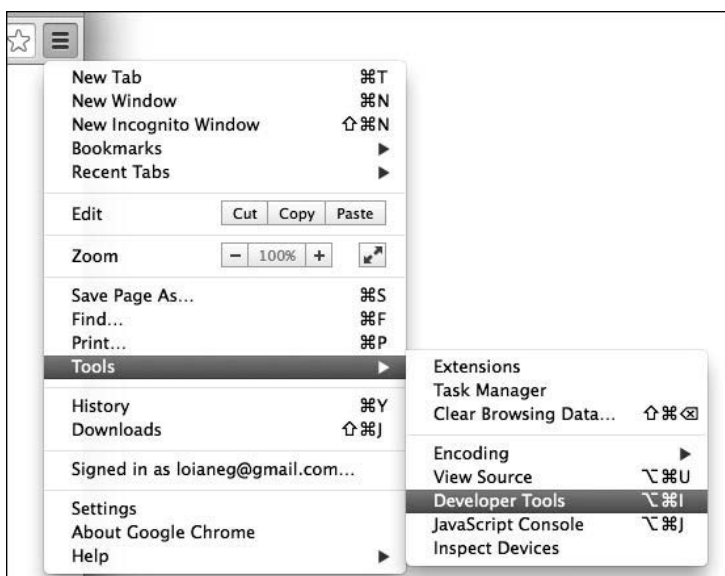 New Tab ⌘T
New Window ⌘N
New Incognito Window ⇧⌘N
Bookmarks ▶
Recent Tabs ▶
Edit Cut Copy Paste
Zoom − 100% +
Save Page As... ⌘S
Find... ⌘F
Print... ⌘P
Tools ▶
History ⌘Y
Downloads ⇧⌘J
Signed in as loianeg@gmail.com...
Settings
About Google Chrome
Help ▶
Extensions
Task Manager
Clear Browsing Data... ⇧⌘⌫
Encoding ▶
View Source ⌥⌘U
Developer Tools ⌥⌘I
JavaScript Console ⌥⌘J
Inspect Devices